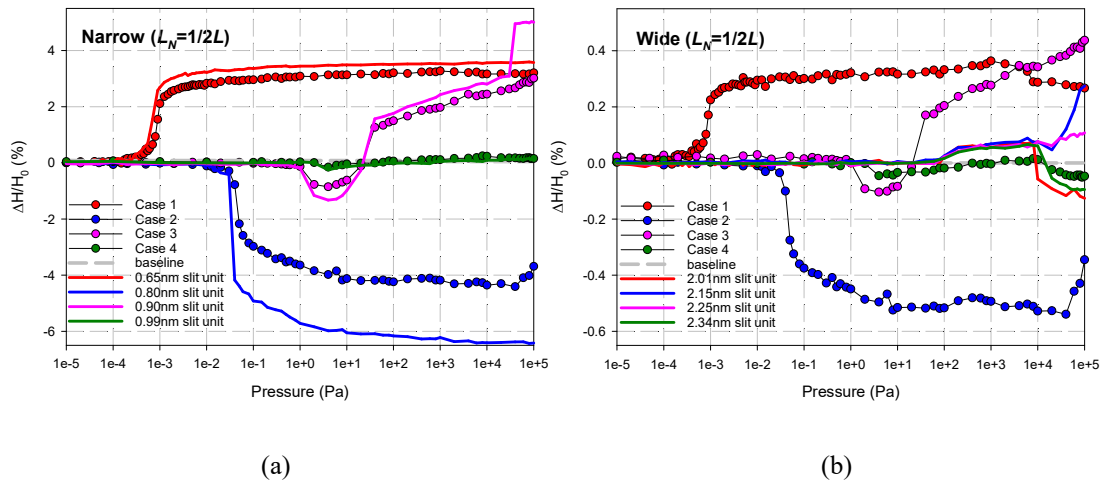 Narrow (LN=1/2L)
ΔH/H0 (%)
4
2
0
-2
-4
-6
Case 1
Case 2
Case 3
Case 4
baseline
0.65nm slit unit
0.80nm slit unit
0.90nm slit unit
0.99nm slit unit
1e-5 1e-4 1e-3 1e-2 1e-1 1e+0 1e+1 1e+2 1e+3 1e+4 1e+5
Pressure (Pa)
(a)
Wide (LN=1/2L)
ΔH/H0 (%)
0.4
0.2
0.0
-0.2
-0.4
-0.6
Case 1
Case 2
Case 3
Case 4
baseline
2.01nm slit unit
2.15nm slit unit
2.25nm slit unit
2.34nm slit unit
1e-5 1e-4 1e-3 1e-2 1e-1 1e+0 1e+1 1e+2 1e+3 1e+4 1e+5
Pressure (Pa)
(b)